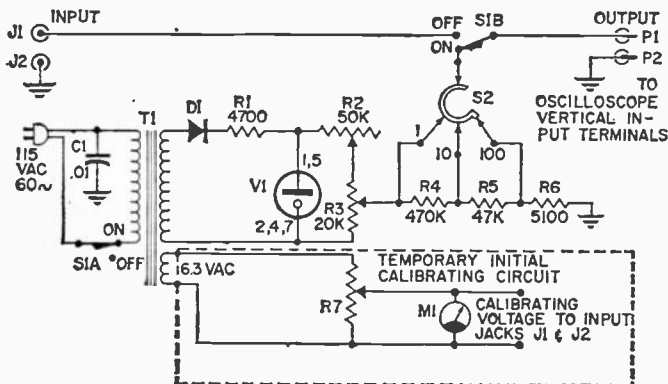 INPUT
J1
J2
OFF
S1B
ON
OUTPUT
P1
P2
TO
OSCILLOSCOPE
VERTICAL IN-
PUT TERMINALS
T1
D1
R1
4700
R2
50K
S2
1
10
100
115
VAC
60~
C1
.01
V1
1,5
2,4,7
R3
20K
R4
470K
R5
47K
R6
5100
ON
S1A
OFF
6.3 VAC
TEMPORARY INITIAL
CALIBRATING CIRCUIT
R7
M1
CALIBRATING
VOLTAGE TO INPUT
JACKS J1 & J2